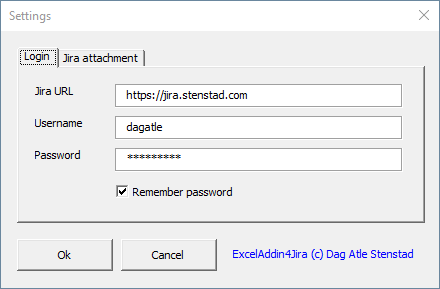 Settings
Login
Jira attachment
Jira URL
https://jira.stenstad.com
Username
dagatle
Password
*********
Remember password
Ok
Cancel
ExcelAddin4Jira (c) Dag Atle Stenstad